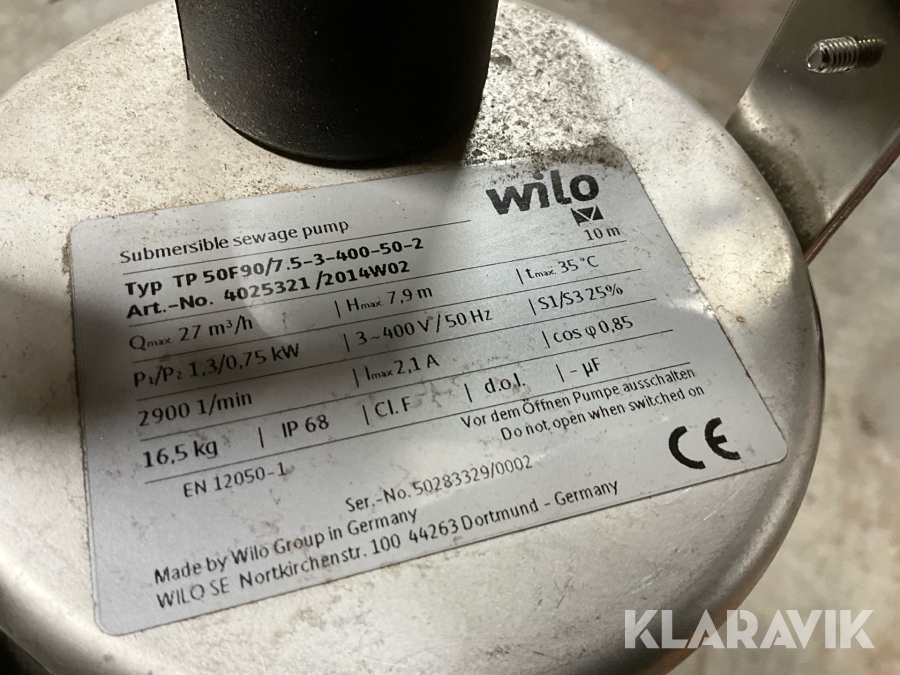 wilo
Submersible sewage pump
Typ TP 50F90/7.5-3-400-50-2
10 m
Art.-No. 4025321 /2014W02
Qmax 27 m³/h | Hmax 7,9 m | tmax 35 °C
P₁/P₂ 1,3/0,75 kW | 3~400 V / 50 Hz | S1/S3 25%
2900 1/min | Imax 2,1 A | cos φ 0,85
16,5 kg | IP 68 | Cl. F | d.o.l. | - µF
EN 12050-1
Vor dem Öffnen Pumpe ausschalten
Do not open when switched on
CE
Ser.-No. 50283329/0002
Made by Wilo Group in Germany
WILO SE Nortkirchenstr. 100 44263 Dortmund - Germany
KLARAVIK